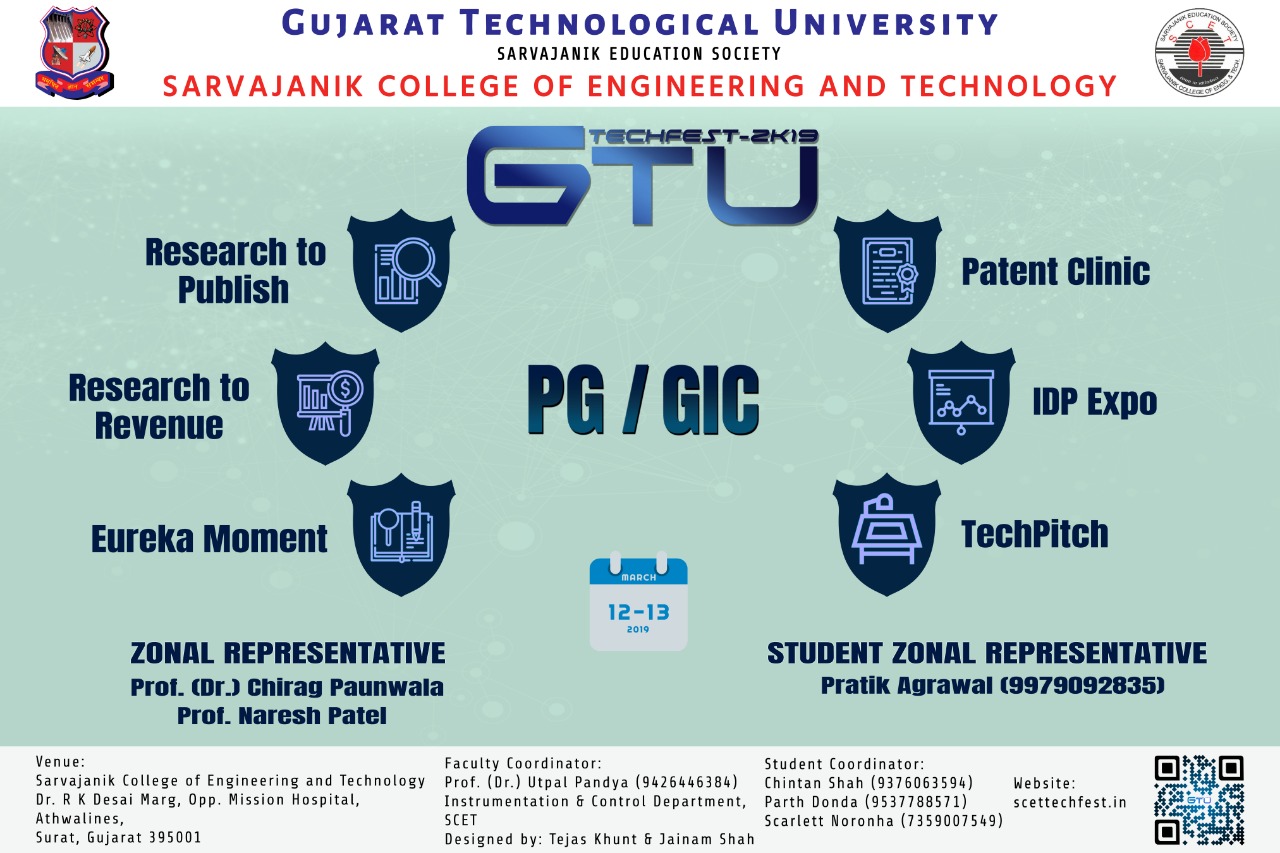 Gujarat Technological University
SARVAJANIK EDUCATION SOCIETY
SARVAJANIK COLLEGE OF ENGINEERING AND TECHNOLOGY
S C E T
SARVAJANIK EDUCATION SOCIETY
TECHFEST-2K19
GTU
Research to
Publish
Patent Clinic
Research to
Revenue
PG / GIC
IDP Expo
Eureka Moment
TechPitch
MARCH
12-13
2019
ZONAL REPRESENTATIVE
Prof. (Dr.) Chirag Paunwala
Prof. Naresh Patel
STUDENT ZONAL REPRESENTATIVE
Pratik Agrawal (9979092835)
Venue:
Sarvajanik College of Engineering and Technology
Dr. R K Desai Marg, Opp. Mission Hospital,
Athwalines,
Surat, Gujarat 395001
Faculty Coordinator:
Prof. (Dr.) Utpal Pandya (9426446384)
Instrumentation & Control Department,
SCET
Designed by: Tejas Khunt & Jainam Shah
Student Coordinator:
Chintan Shah (9376063594)
Parth Donda (9537788571)
Scarlett Noronha (7359007549)
Website:
scettechfest.in
GTU